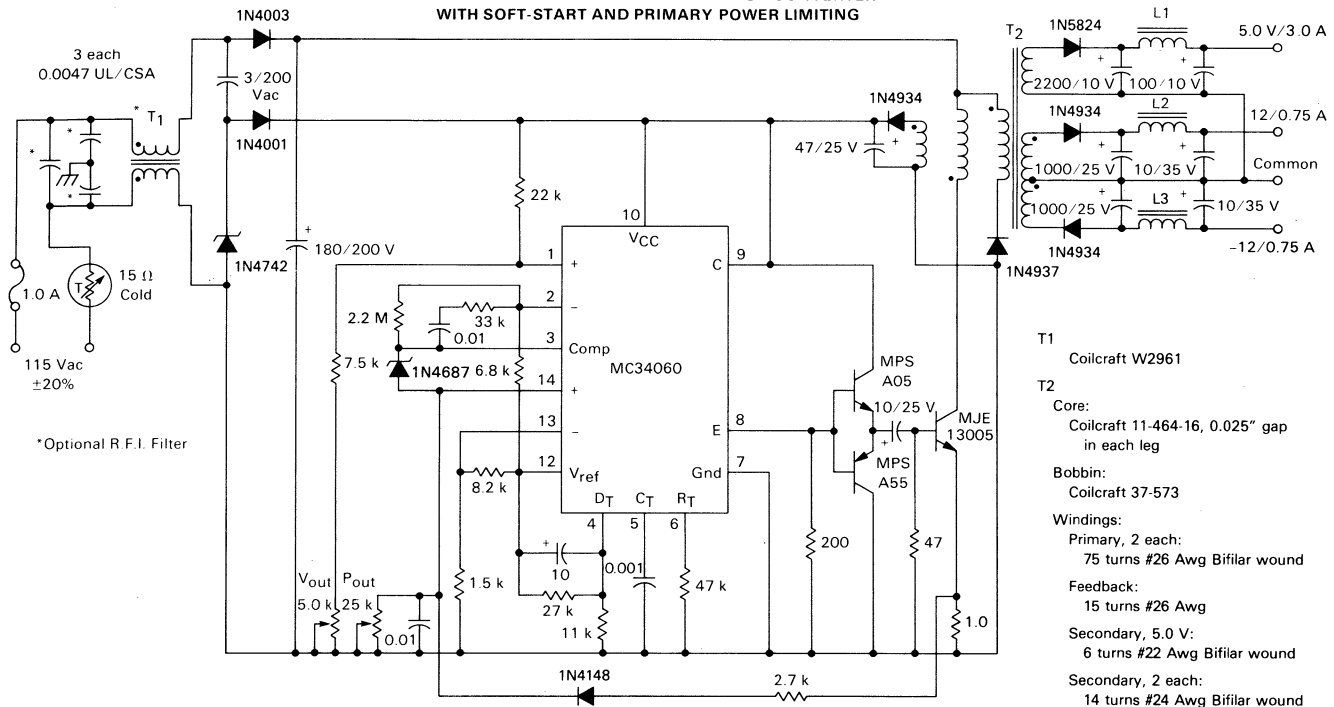 WITH SOFT-START AND PRIMARY POWER LIMITING
1N4003
3 each
0.0047 UL/CSA
*
T1
*
*
*
3/200
Vac
1N4001
1N4742
180/200 V
1.0 A
T
15 Ω
Cold
115 Vac
±20%
*Optional R.F.I. Filter
22 k
7.5 k
2.2 M
33 k
0.01
1N4687
6.8 k
8.2 k
1.5 k
Vout
5.0 k
Pout
25 k
0.01
+
10
27 k
11 k
0.001
47 k
10
VCC
1
+
2
–
3
Comp
14
+
13
–
12
Vref
MC34060
DT
4
CT
5
RT
6
9
C
8
E
7
Gnd
MPS
A05
10/25 V
+
MPS
A55
MJE
13005
200
47
1.0
1N4148
2.7 k
47/25 V
+
1N4934
1N4937
T2
1N5824
L1
5.0 V/3.0 A
+
2200/10 V
+
100/10 V
1N4934
L2
12/0.75 A
+
1000/25 V
+
10/35 V
Common
+
1000/25 V
+
10/35 V
L3
1N4934
-12/0.75 A
T1
Coilcraft W2961
T2
Core:
Coilcraft 11-464-16, 0.025" gap
in each leg
Bobbin:
Coilcraft 37-573
Windings:
Primary, 2 each:
75 turns #26 Awg Bifilar wound
Feedback:
15 turns #26 Awg
Secondary, 5.0 V:
6 turns #22 Awg Bifilar wound
Secondary, 2 each:
14 turns #24 Awg Bifilar wound